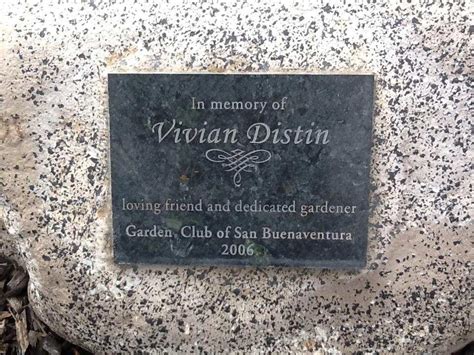 In memory of
Vivian Distin
loving friend and dedicated gardener
Garden Club of San Buenaventura
2006